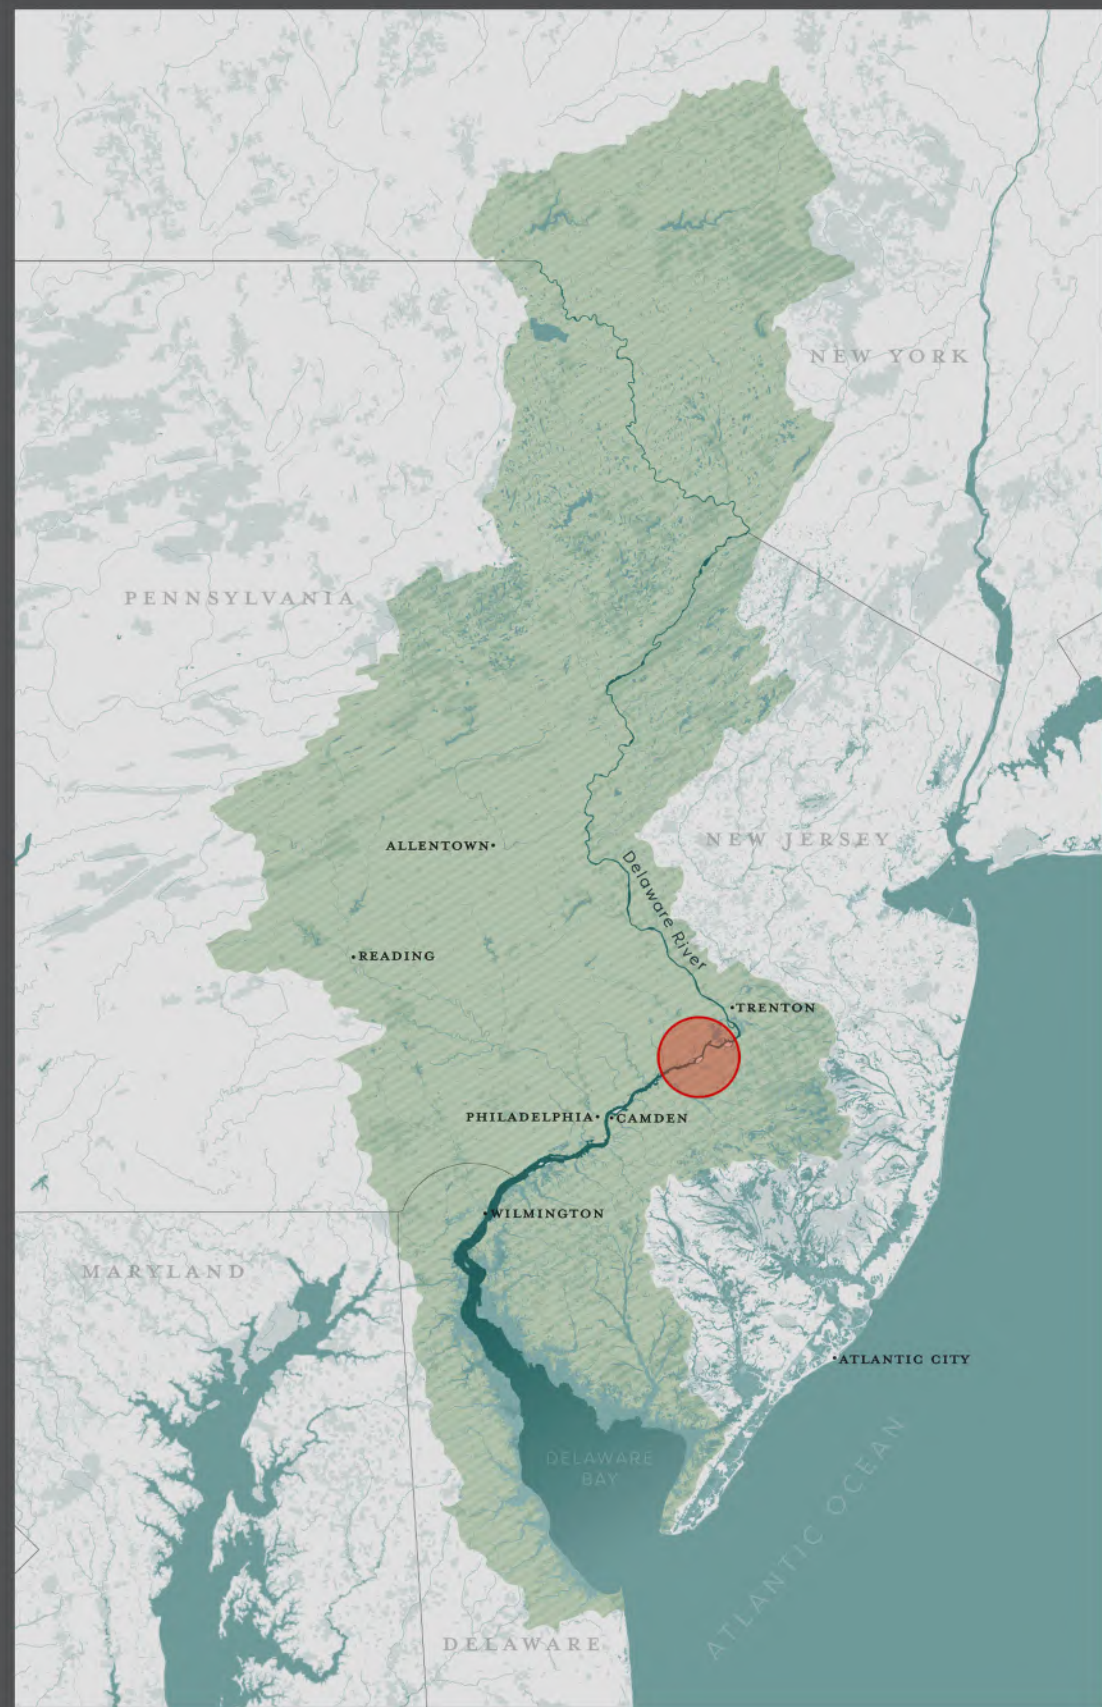 NEW YORK
PENNSYLVANIA
NEW JERSEY
ALLENTOWN
Delaware River
READING
TRENTON
PHILADELPHIA
CAMDEN
WILMINGTON
MARYLAND
ATLANTIC CITY
DELAWARE
BAY
ATLANTIC OCEAN
DELAWARE